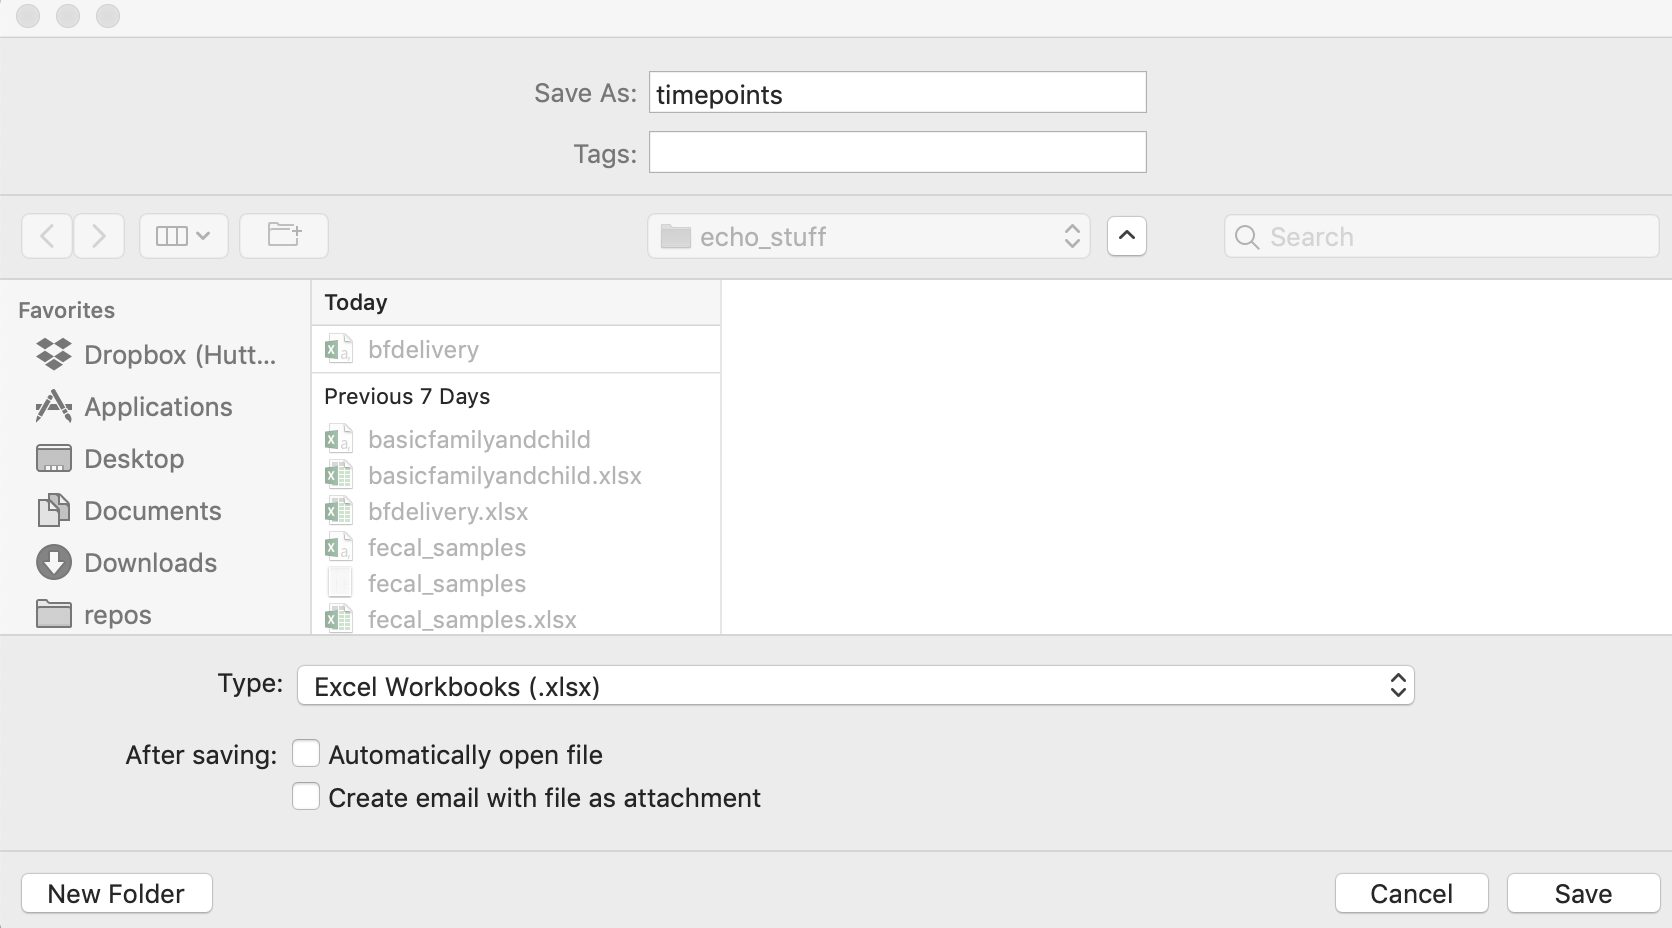 Save As: timepoints
Tags:
echo_stuff
Search
Favorites
Dropbox (Hutt...
Applications
Desktop
Documents
Downloads
repos
Today
bfdelivery
Previous 7 Days
basicfamilyandchild
basicfamilyandchild.xlsx
bfdelivery.xlsx
fecal_samples
fecal_samples
fecal_samples.xlsx
Type: Excel Workbooks (.xlsx)
After saving: Automatically open file
Create email with file as attachment
New Folder
Cancel
Save